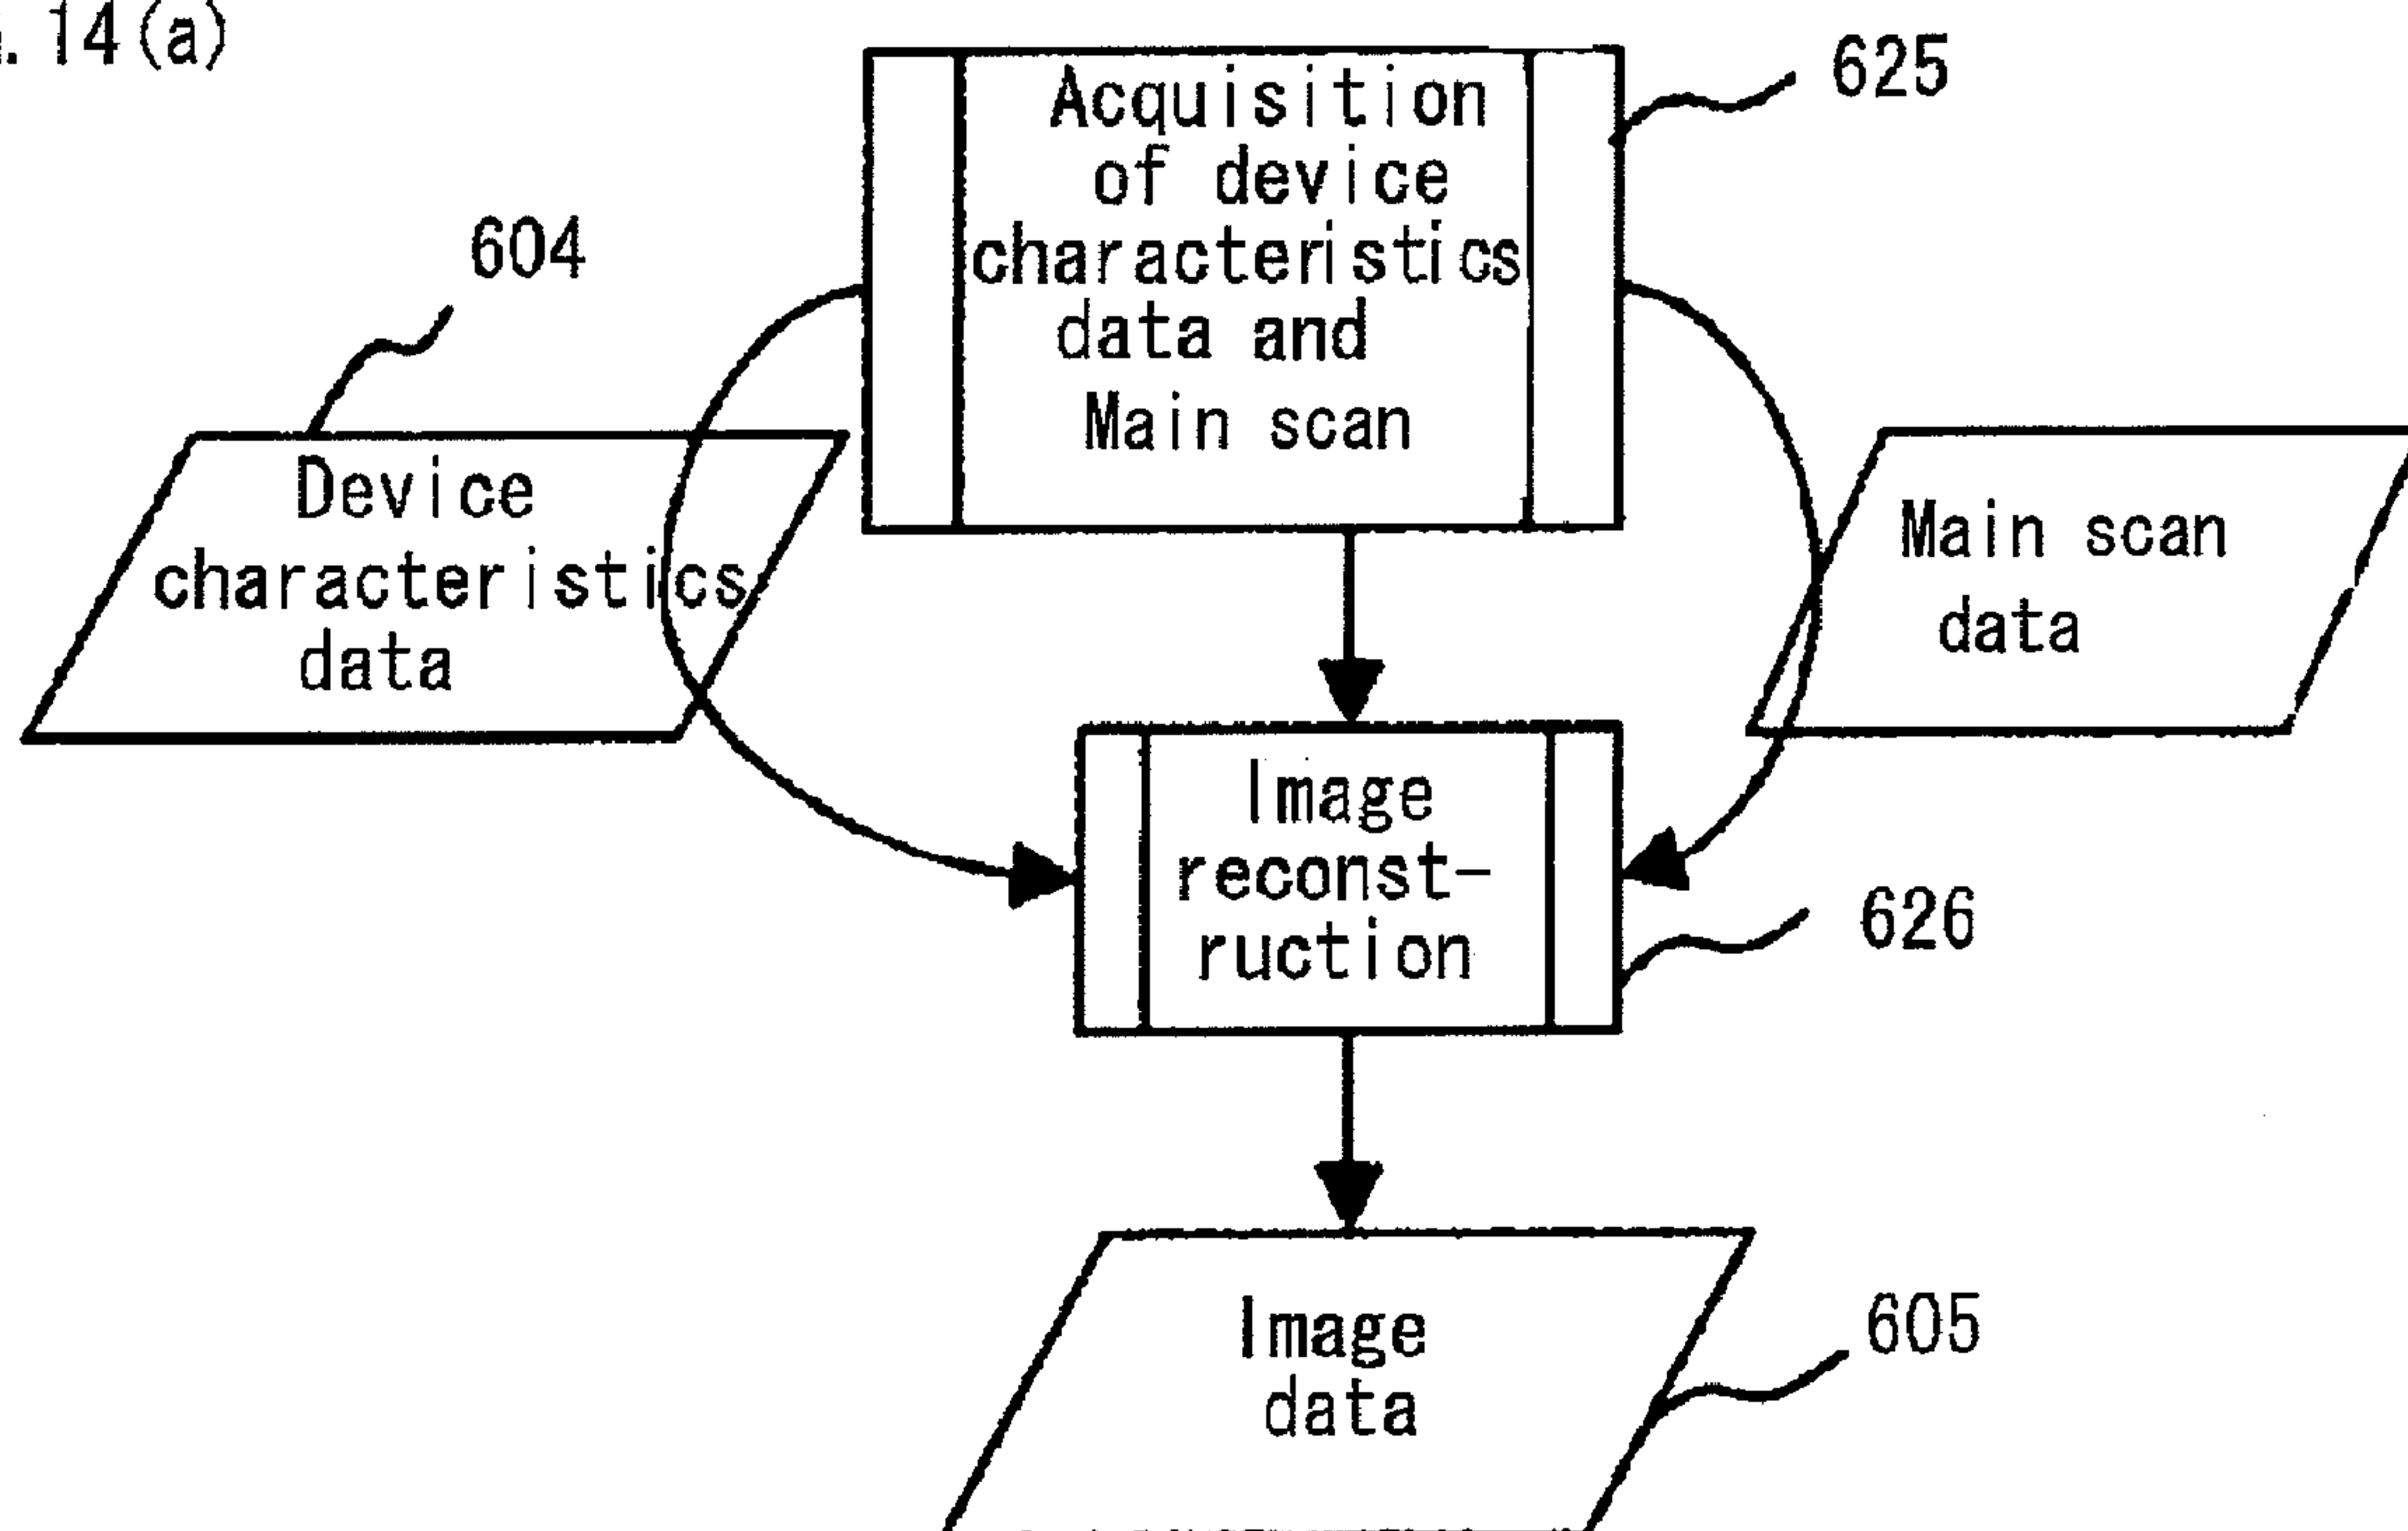 . 14(a)
625
Acquisition
of device
characteristics
data and
Main scan
604
Device
characteristics
data
Main scan
data
Image
reconst-
ruction
626
Image
data
605